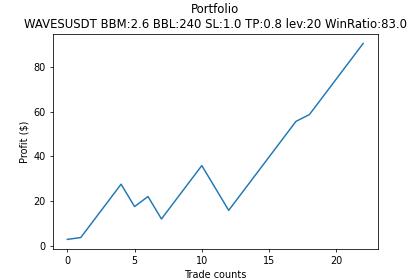 Portfolio
WAVESUSDT BBM:2.6 BBL:240 SL:1.0 TP:0.8 lev:20 WinRatio:83.0
80
60
40
20
0
Profit ($)
0 5 10 15 20
Trade counts